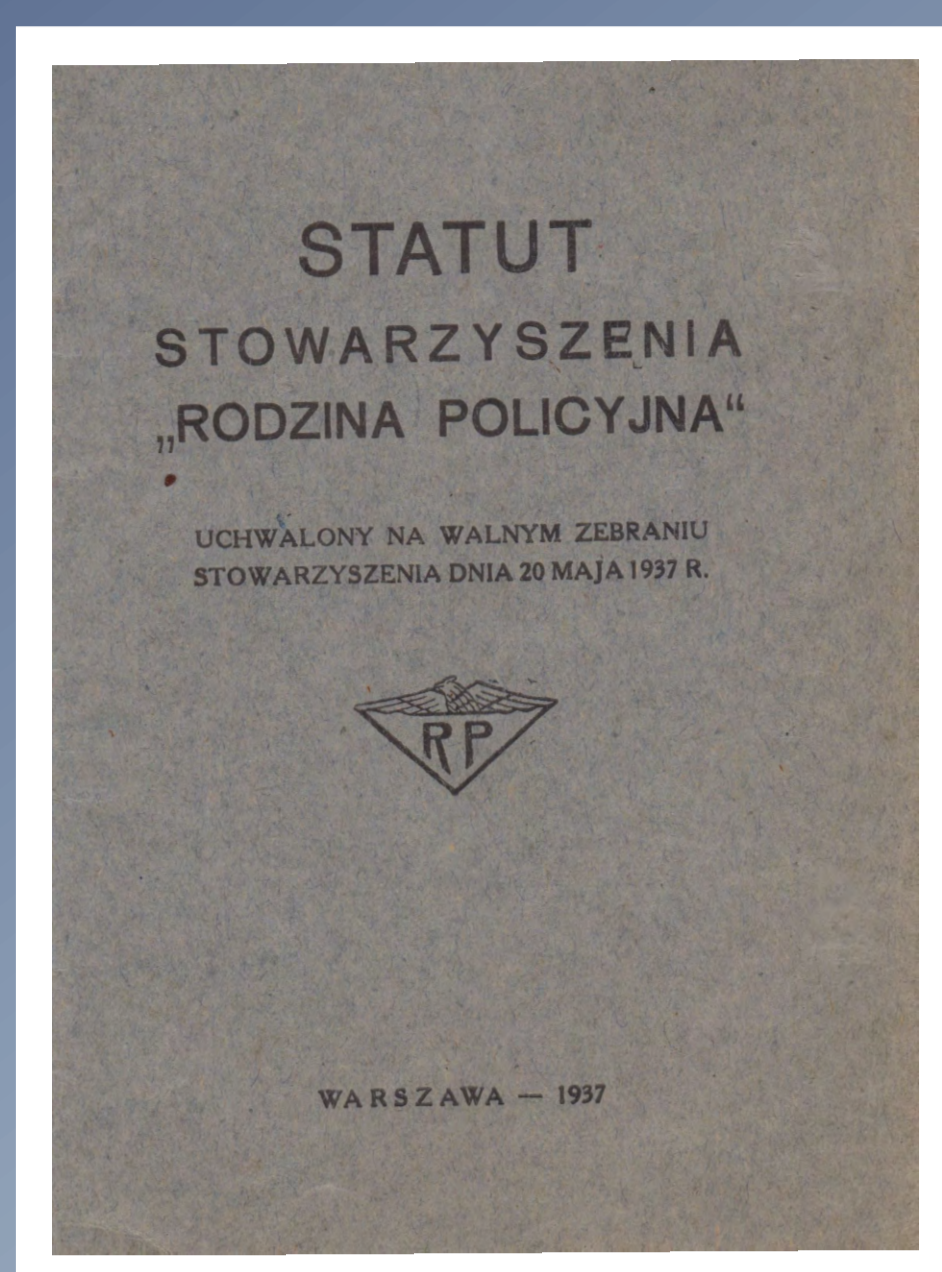 STATUT
STOWARZYSZENIA
„RODZINA POLICYJNA“
UCHWALONY NA WALNYM ZEBRANIU
STOWARZYSZENIA DNIA 20 MAJA 1937 R.
RP
WARSZAWA — 1937